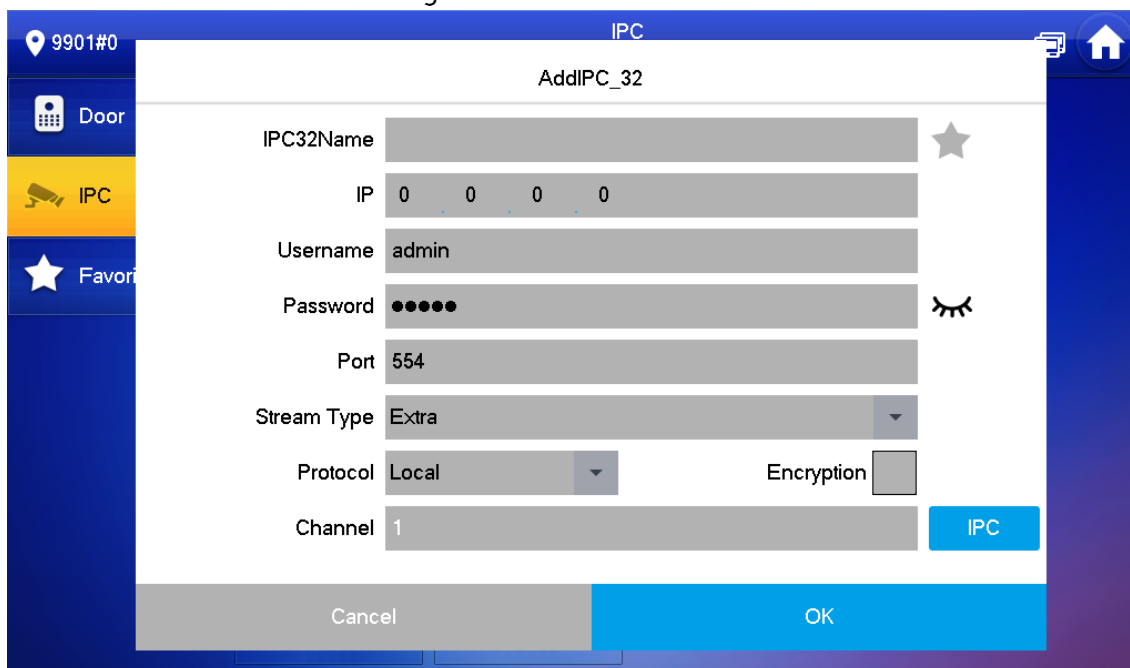 9901#0
IPC
AddIPC_32
Door
IPC
IPC32Name
IP 0 . 0 . 0 . 0
Username admin
Favori
Password ●●●●●
Port 554
Stream Type Extra
Protocol Local Encryption
Channel 1 IPC
Cancel OK